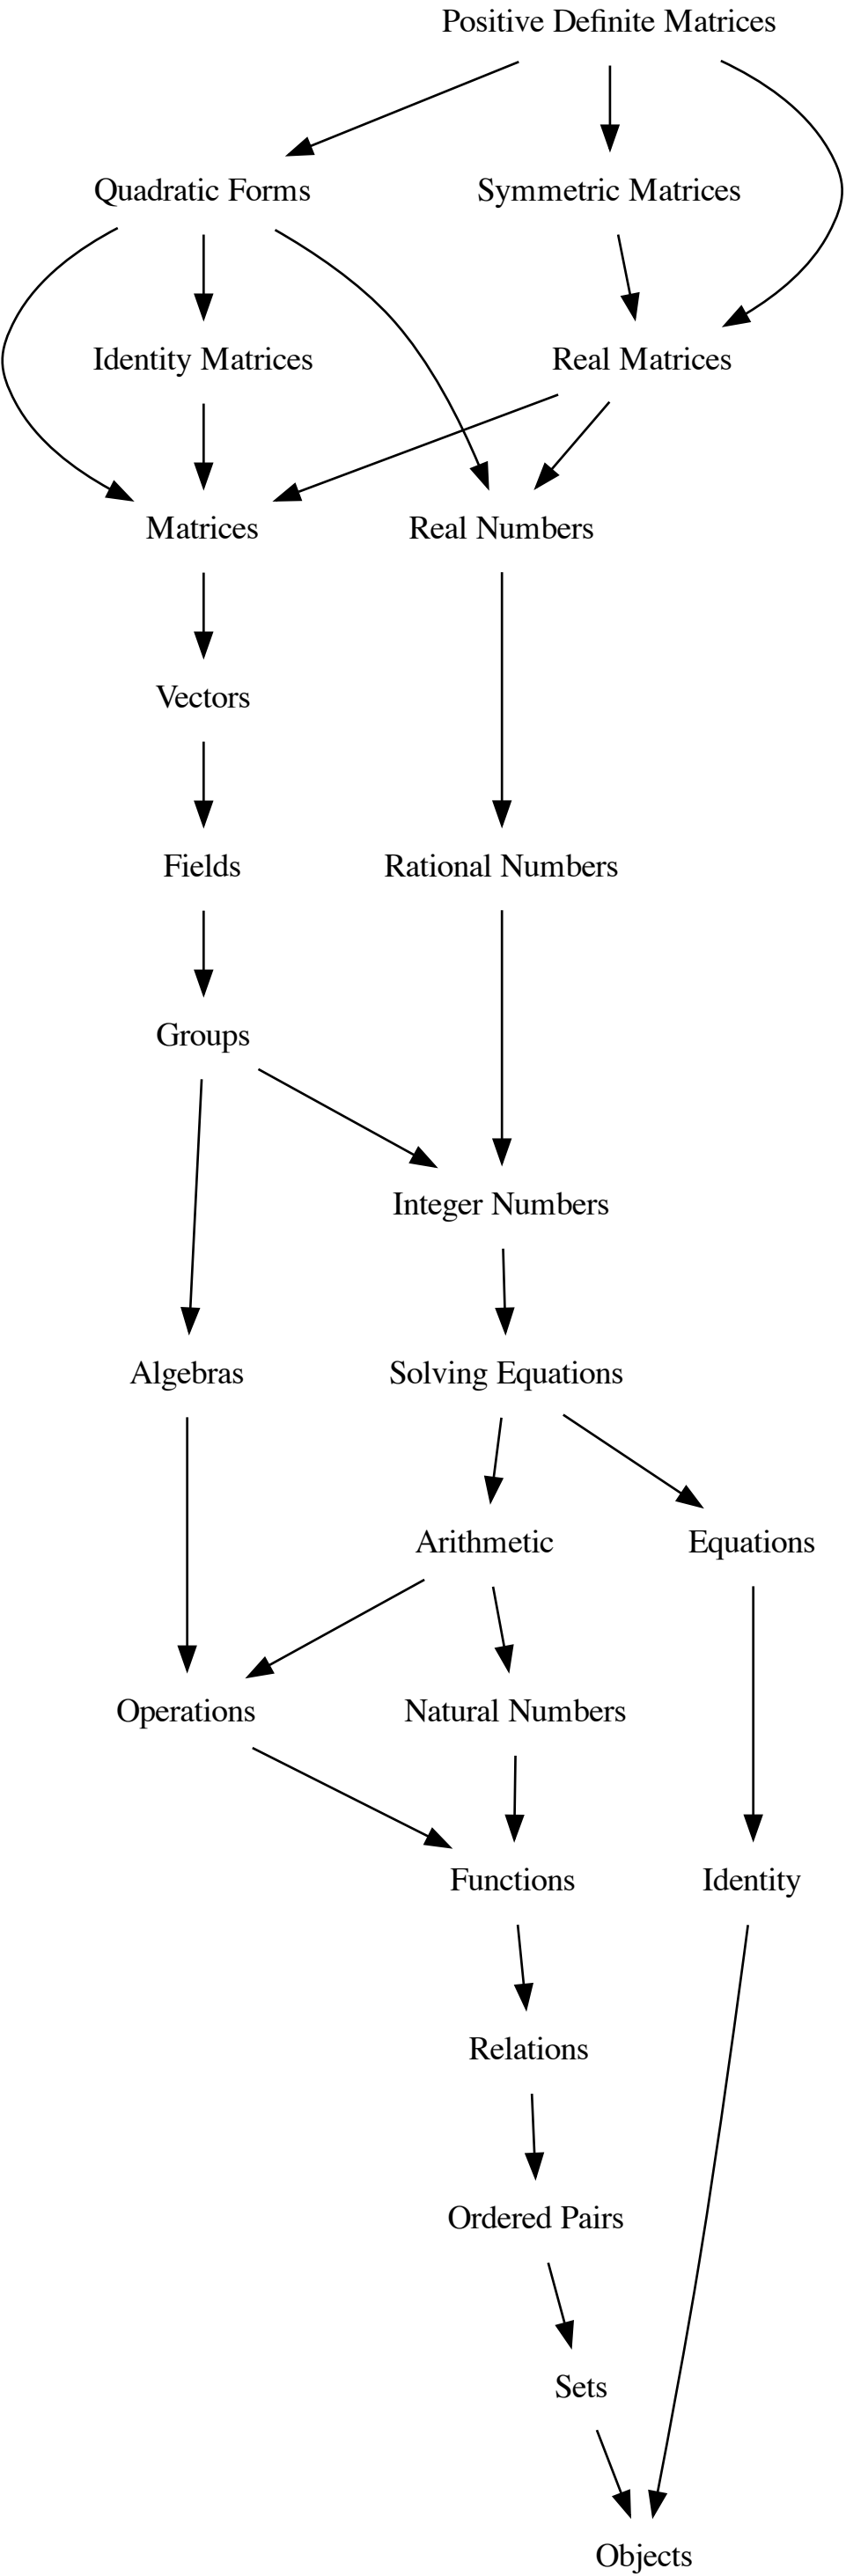 Positive Definite Matrices
Quadratic Forms
Symmetric Matrices
Identity Matrices
Real Matrices
Matrices
Real Numbers
Vectors
Fields
Rational Numbers
Groups
Integer Numbers
Algebras
Solving Equations
Arithmetic
Equations
Operations
Natural Numbers
Functions
Identity
Relations
Ordered Pairs
Sets
Objects